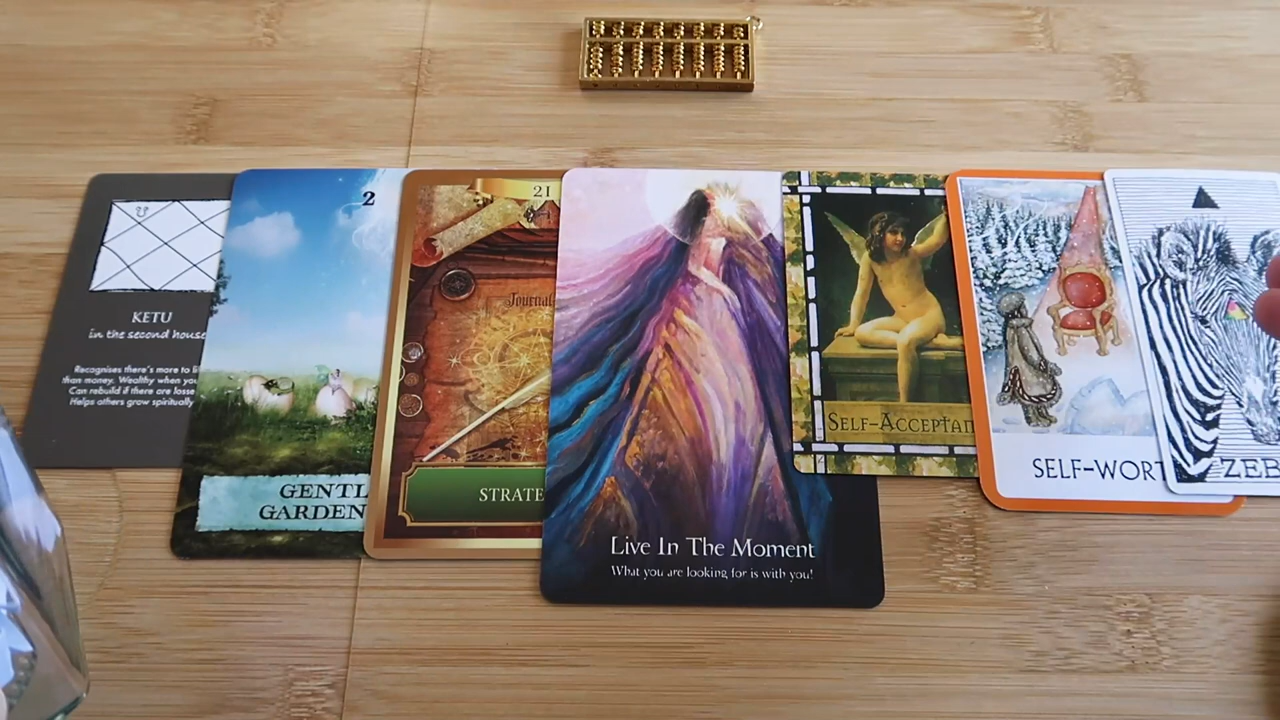 KETU
in the second house
Recognises there's more to li
than money. Wealthy when you
Can rebuild if there are losse
Helps others grow spiritually
2
GENTL
GARDEN
21
Journal
STRATE
Live In The Moment
What you are looking for is with you!
SELF-ACCEPTAN
SELF-WORT
ZEB